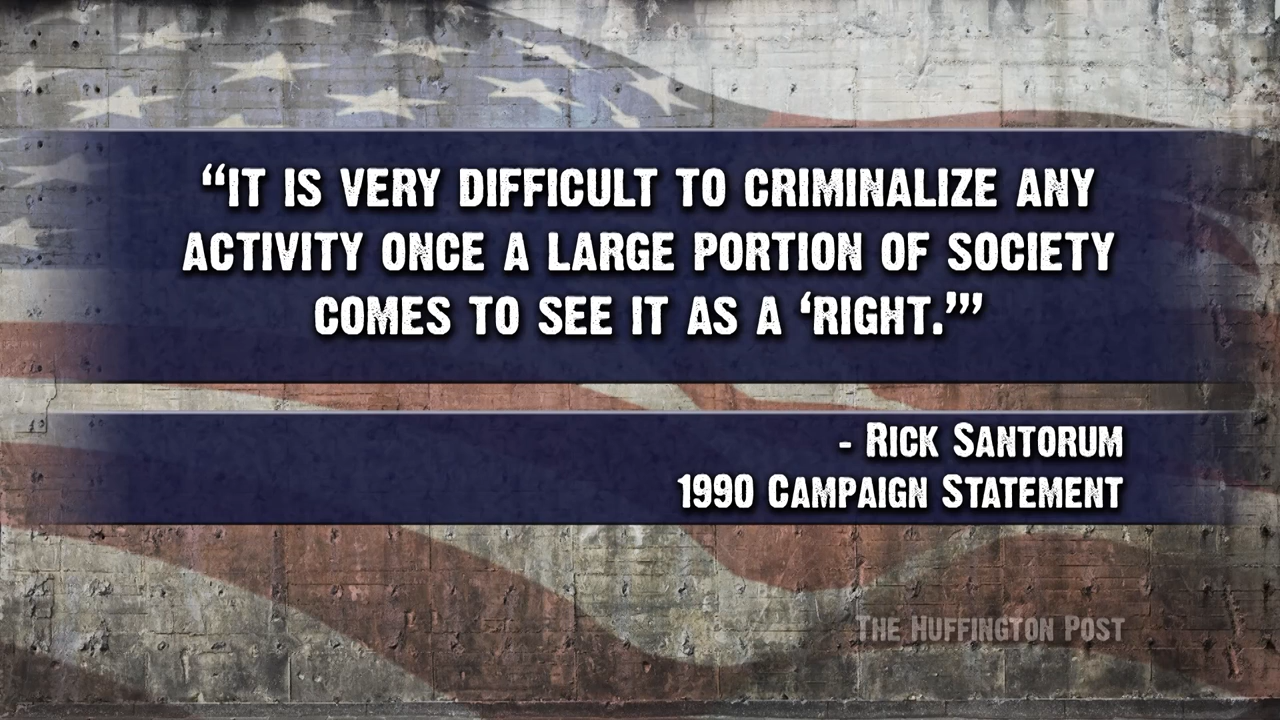 “IT IS VERY DIFFICULT TO CRIMINALIZE ANY
ACTIVITY ONCE A LARGE PORTION OF SOCIETY
COMES TO SEE IT AS A ‘RIGHT.’”
- RICK SANTORUM
1990 CAMPAIGN STATEMENT
THE HUFFINGTON POST